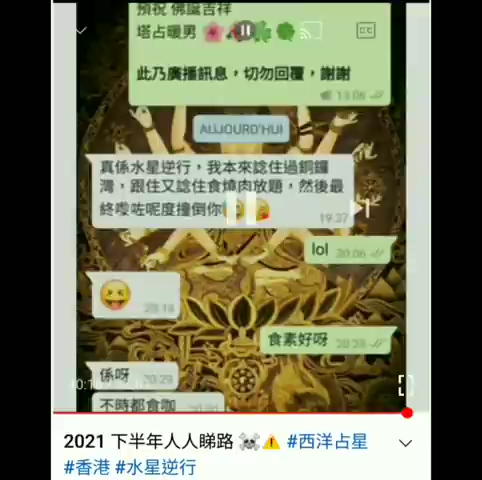 預祝 佛誕吉祥
塔占暖男
CC
此乃廣播訊息，切勿回覆，謝謝
13:06
AUJOURD'HUI
真係水星逆行，我本來諗住過銅鑼
灣，跟住又諗住食燒肉放題，然後最
終嚟咗呢度撞倒你
19:37
lol
20:06
20:18
食素好呀
20:28
係呀
20:29
不時都食咖
2021 下半年人人睇路 ☠️⚠️ #西洋占星
#香港 #水星逆行